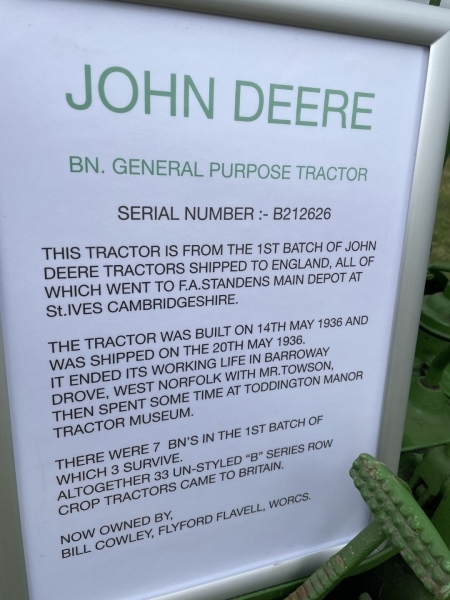 JOHN DEERE
BN. GENERAL PURPOSE TRACTOR
SERIAL NUMBER :- B212626
THIS TRACTOR IS FROM THE 1ST BATCH OF JOHN
DEERE TRACTORS SHIPPED TO ENGLAND, ALL OF
WHICH WENT TO F.A.STANDENS MAIN DEPOT AT
St.IVES CAMBRIDGESHIRE.
THE TRACTOR WAS BUILT ON 14TH MAY 1936 AND
WAS SHIPPED ON THE 20TH MAY 1936.
IT ENDED ITS WORKING LIFE IN BARROWAY
DROVE, WEST NORFOLK WITH MR.TOWSON,
THEN SPENT SOME TIME AT TODDINGTON MANOR
TRACTOR MUSEUM.
THERE WERE 7 BN'S IN THE 1ST BATCH OF
WHICH 3 SURVIVE.
ALTOGETHER 33 UN-STYLED "B" SERIES ROW
CROP TRACTORS CAME TO BRITAIN.
NOW OWNED BY,
BILL COWLEY, FLYFORD FLAVELL, WORCS.